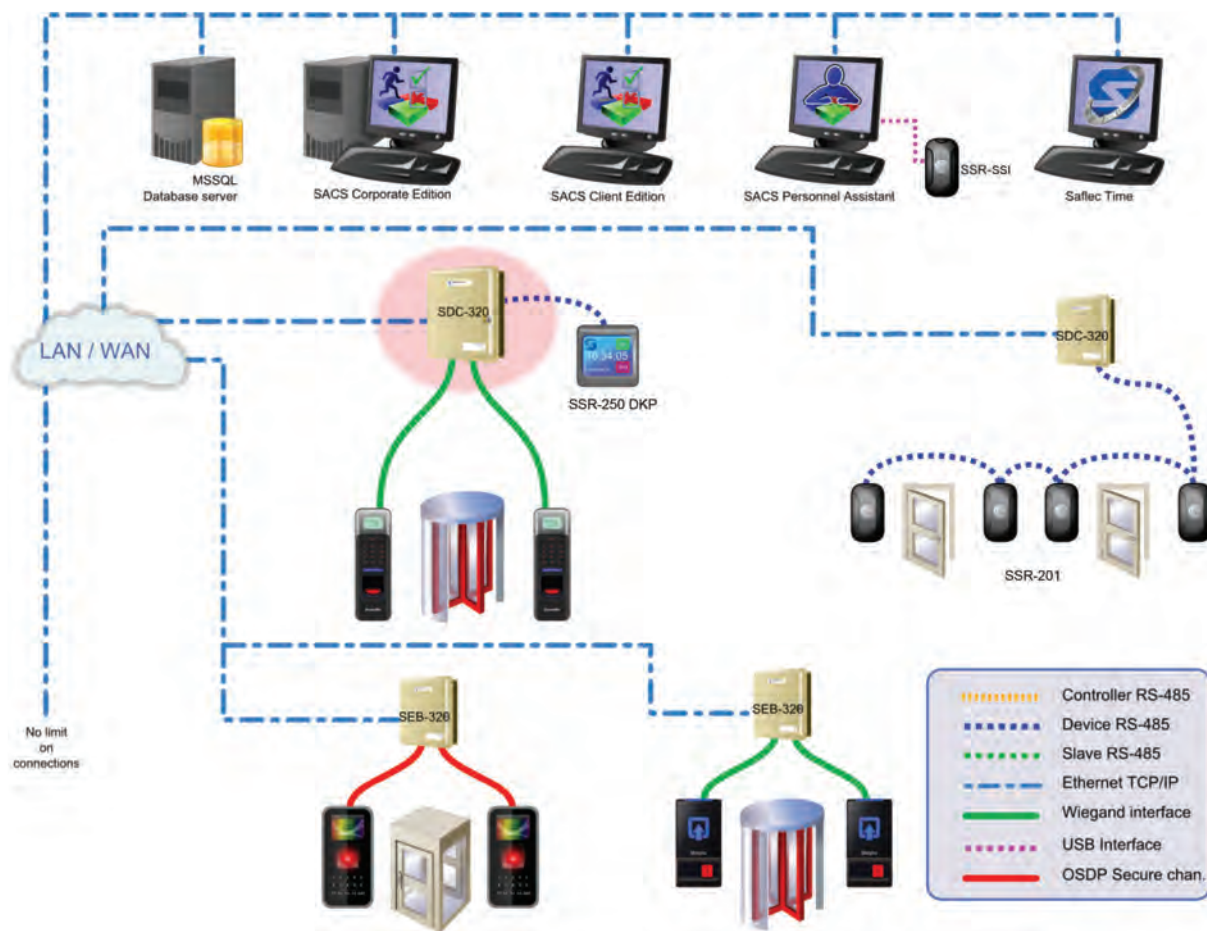 MSSQL
Database server
SACS Corporate Edition
SACS Client Edition
SACS Personnel Assistant
SSR-SSI
Saflec Time
LAN / WAN
SDC-320
SSR-250 DKP
SDC-320
SSR-201
SEB-320
SEB-320
No limit
on
connections
Controller RS-485
Device RS-485
Slave RS-485
Ethernet TCP/IP
Wiegand interface
USB Interface
OSDP Secure chan.